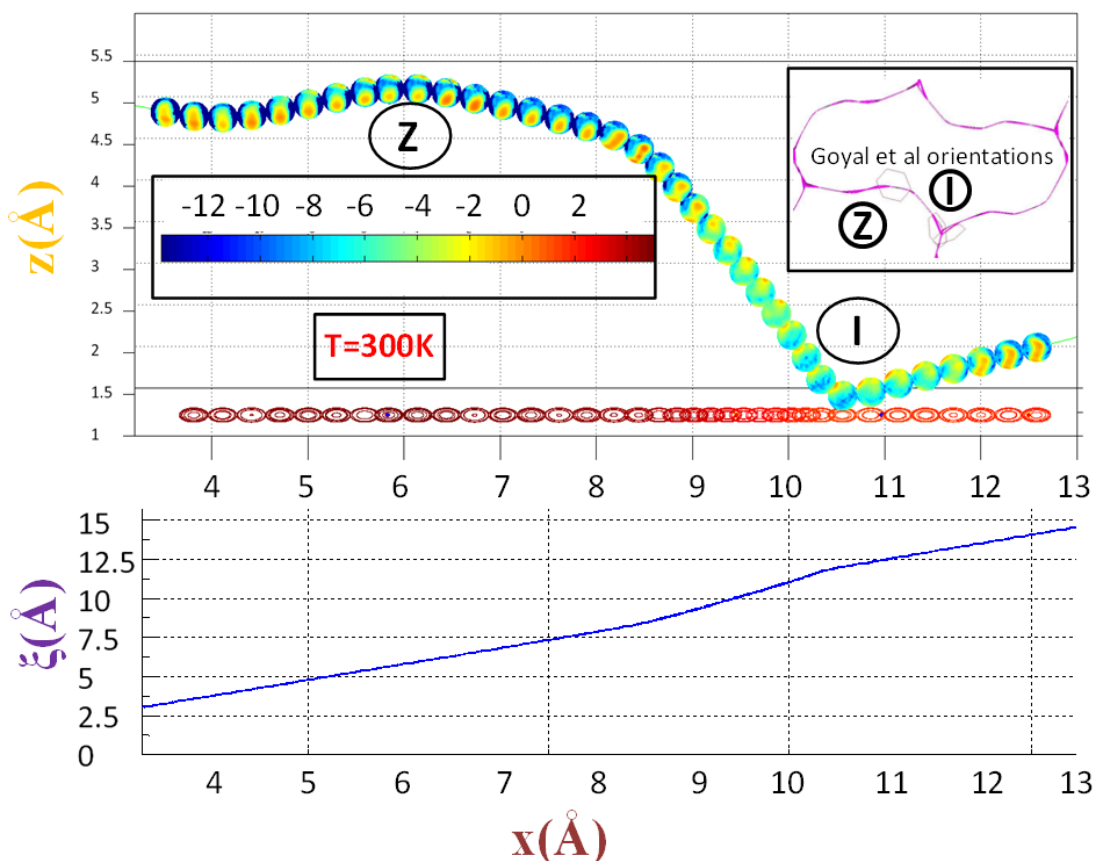 5.5
5
4.5
4
3.5
3
2.5
2
1.5
1
z(Å)
Z
-12 -10 -8 -6 -4 -2 0 2
T=300K
I
Goyal et al orientations
I
Z
4 5 6 7 8 9 10 11 12 13
15
12.5
10
7.5
5
2.5
0
ξ(Å)
4 5 6 7 8 9 10 11 12 13
x(Å)